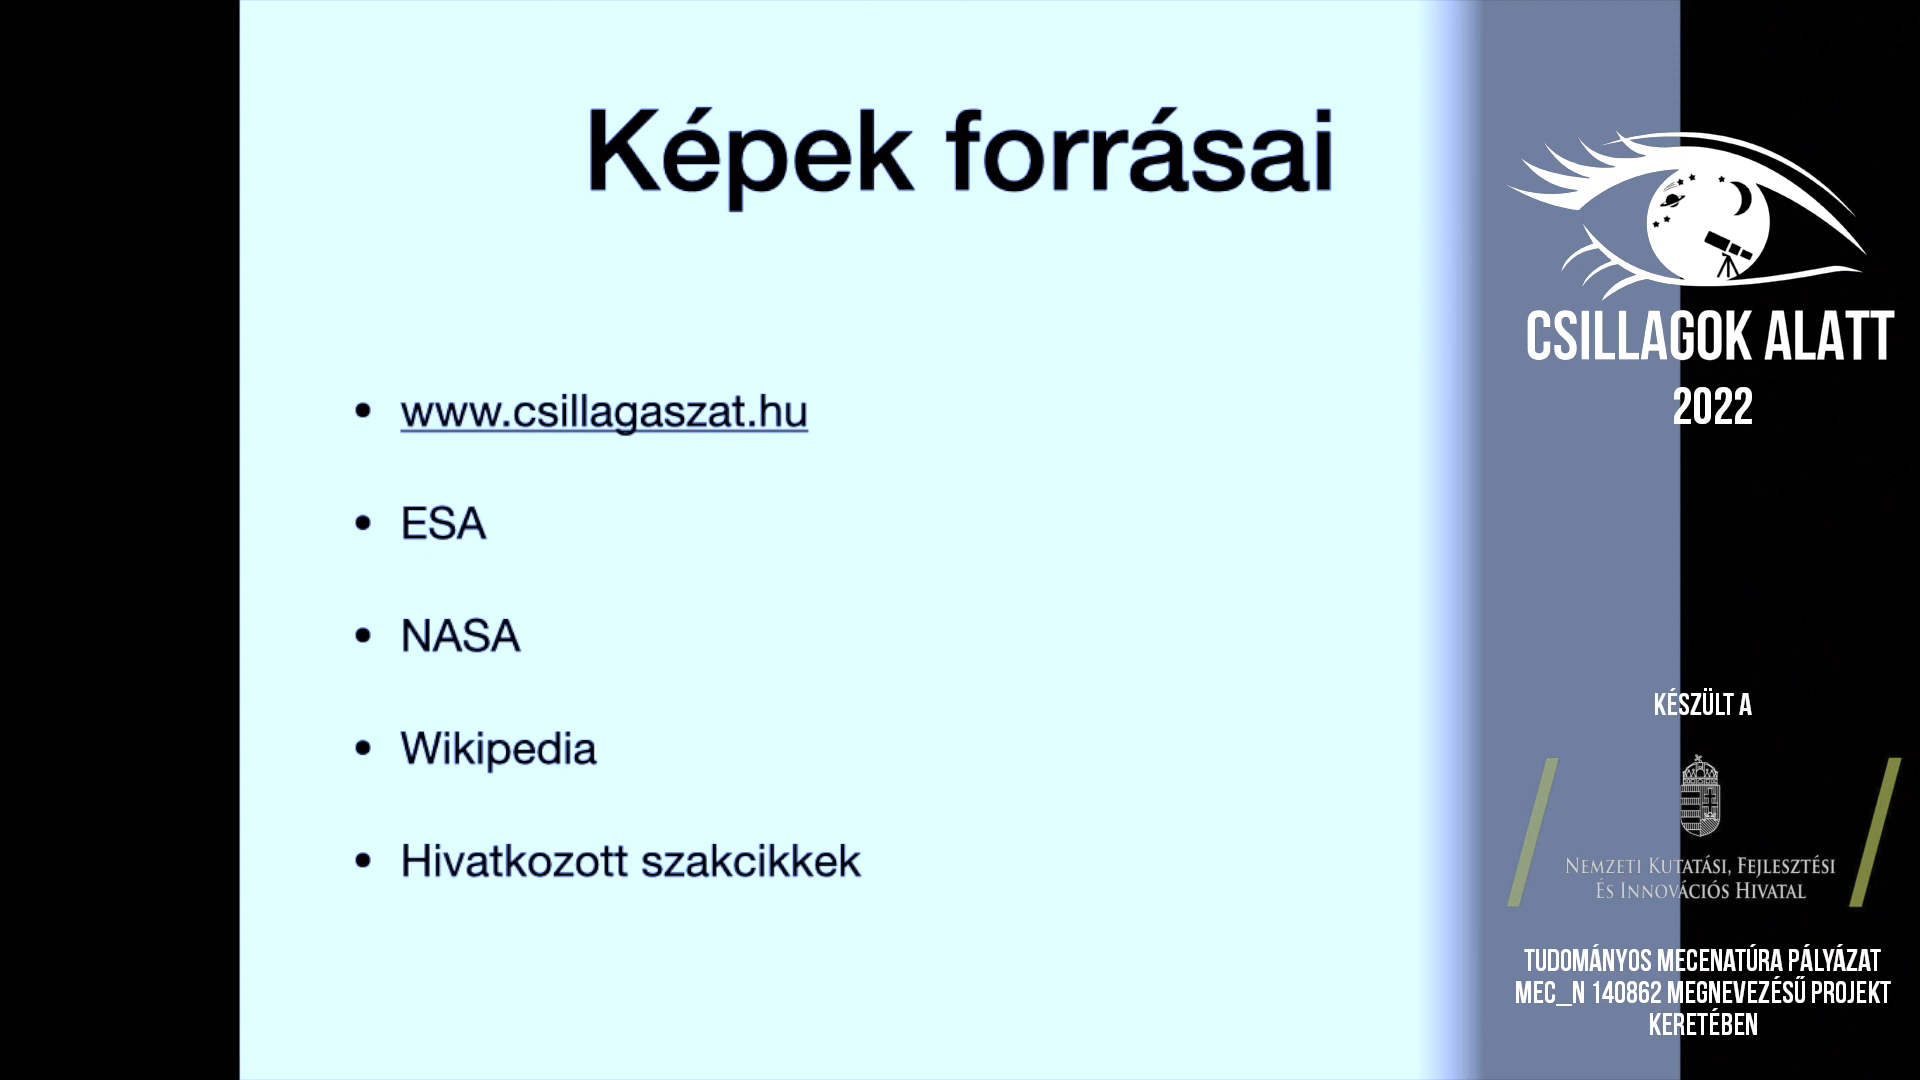 Képek forrásai
• www.csillagaszat.hu
• ESA
• NASA
• Wikipedia
• Hivatkozott szakcikkek
CSILLAGOK ALATT
2022
KÉSZÜLT A
NEMZETI KUTATÁSI, FEJLESZTÉSI
ÉS INNOVÁCIÓS HIVATAL
TUDOMÁNYOS MECENATÚRA PÁLYÁZAT
MEC_N 140862 MEGNEVEZÉSŰ PROJEKT
KERETÉBEN